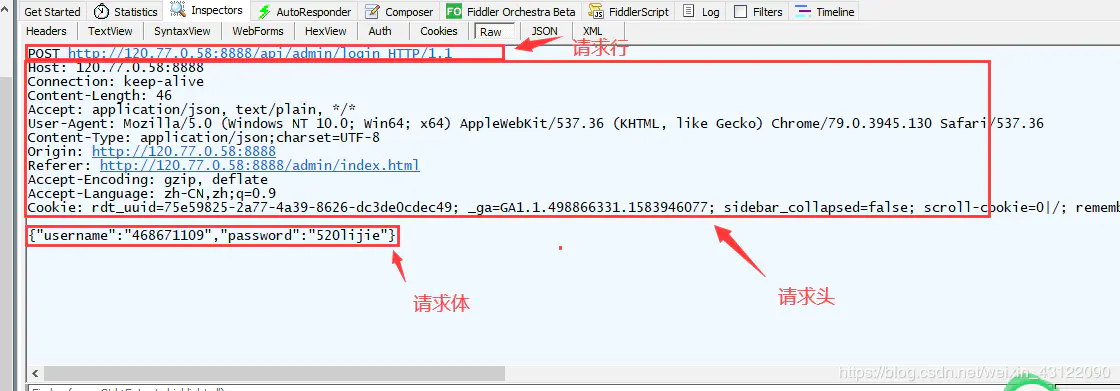 Get Started Statistics Inspectors AutoResponder Composer FO Fiddler Orchestra Beta FiddlerScript Log Filters Timeline
Headers TextView SyntaxView WebForms HexView Auth Cookies Raw JSON XML
POST http://120.77.0.58:8888/api/admin/login HTTP/1.1
请求行
Host: 120.77.0.58:8888
Connection: keep-alive
Content-Length: 46
Accept: application/json, text/plain, */*
User-Agent: Mozilla/5.0 (Windows NT 10.0; Win64; x64) AppleWebKit/537.36 (KHTML, like Gecko) Chrome/79.0.3945.130 Safari/537.36
Content-Type: application/json;charset=UTF-8
Origin: http://120.77.0.58:8888
Referer: http://120.77.0.58:8888/admin/index.html
Accept-Encoding: gzip, deflate
Accept-Language: zh-CN,zh;q=0.9
Cookie: rdt_uuid=75e59825-2a77-4a39-8626-dc3de0cdec49; _ga=GA1.1.498866331.1583946077; sidebar_collapsed=false; scroll-cookie=0|/; rememb
{"username":"468671109","password":"520lijie"}
请求体
请求头
https://blog.csdn.net/weixin_43122090